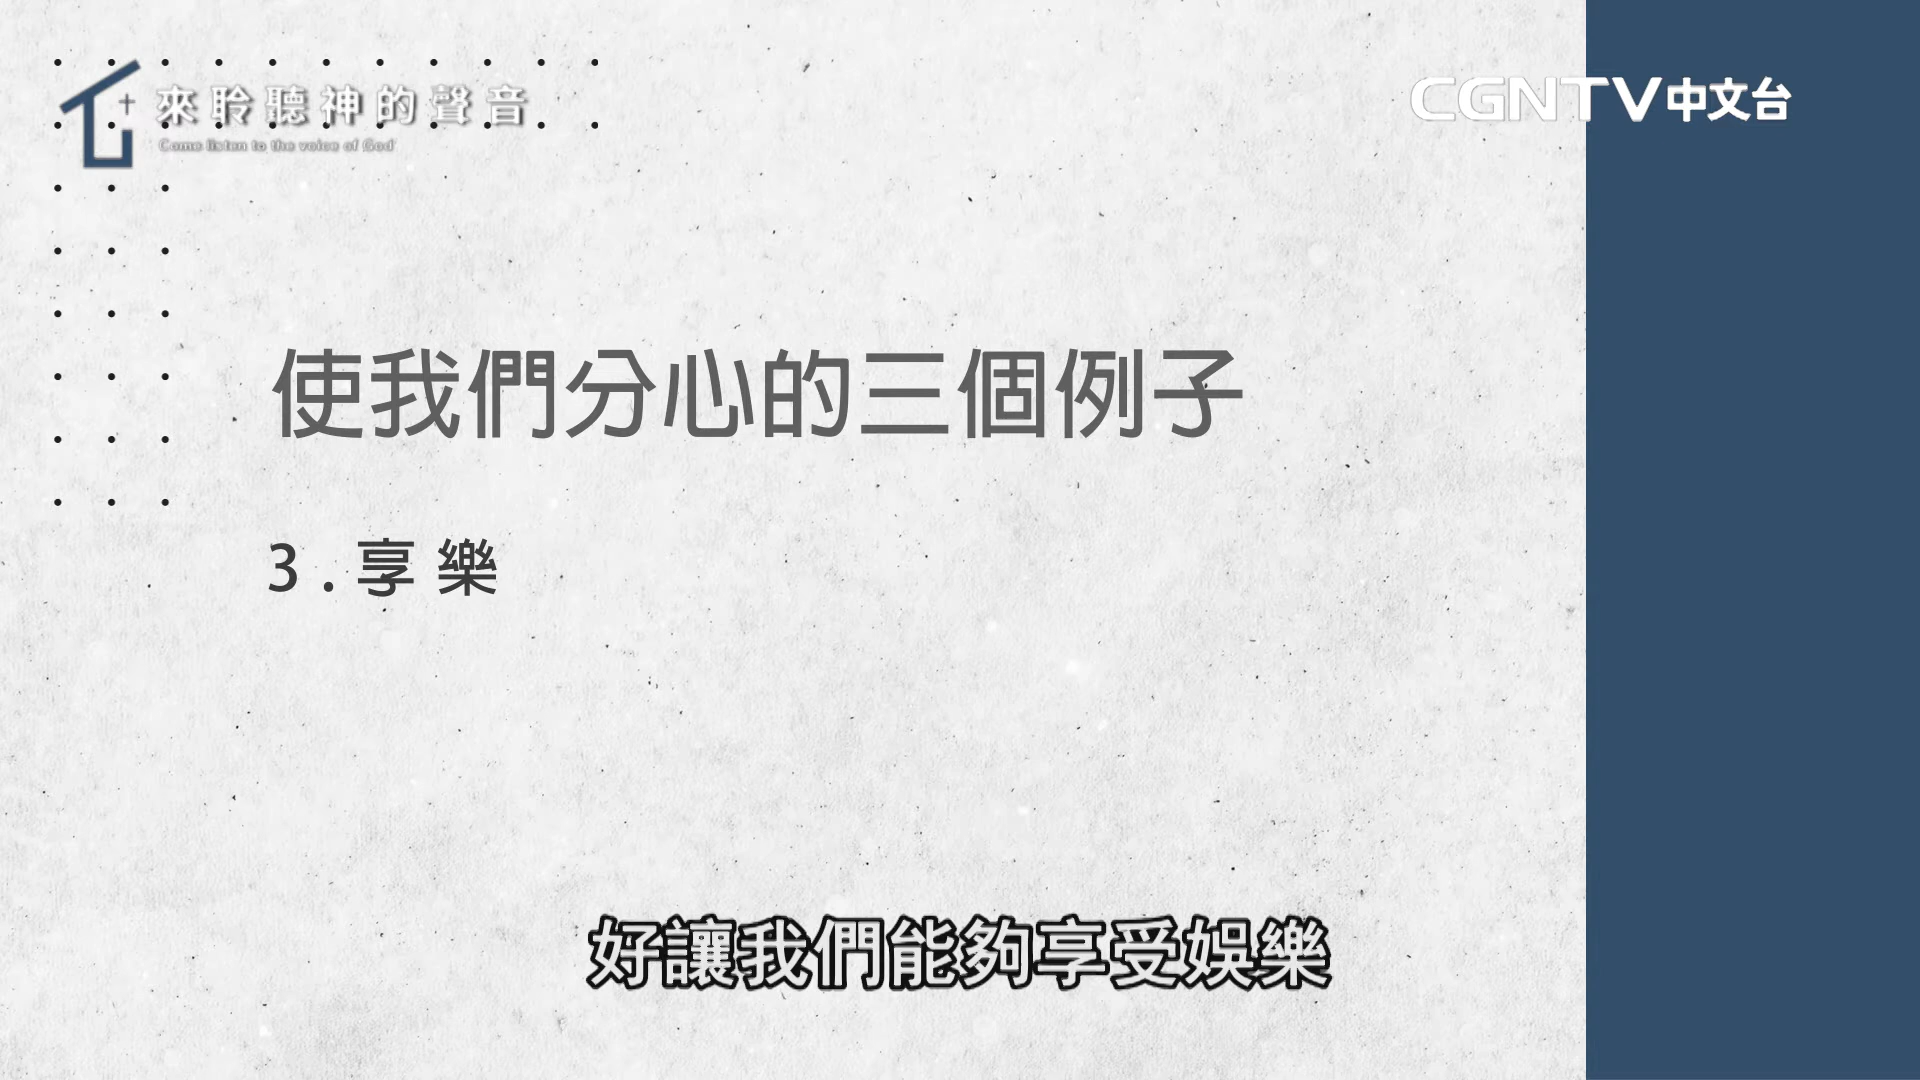 來聆聽神的聲音
Come listen to the voice of God
CGNTV中文台
使我們分心的三個例子
3.享樂
好讓我們能夠享受娛樂